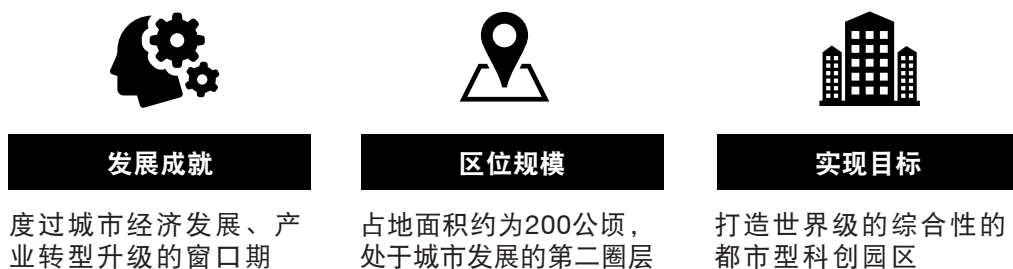 发展成就
度过城市经济发展、产
业转型升级的窗口期
区位规模
占地面积约为200公顷，
处于城市发展的第二圈层
实现目标
打造世界级的综合性的
都市型科创园区